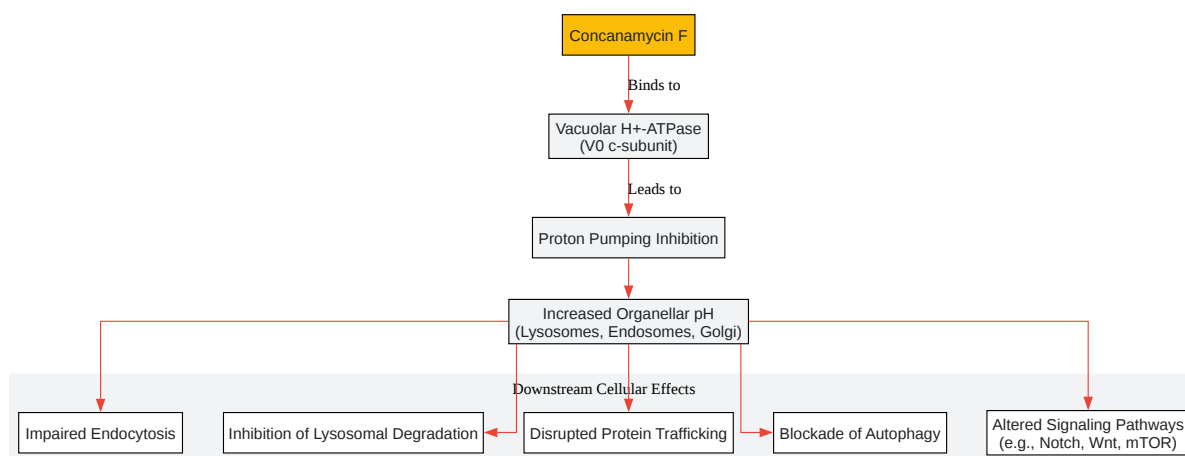 Concanamycin F
Binds to
Vacuolar H+-ATPase
(V0 c-subunit)
Leads to
Proton Pumping Inhibition
Increased Organellar pH
(Lysosomes, Endosomes, Golgi)
Downstream Cellular Effects
Impaired Endocytosis
Inhibition of Lysosomal Degradation
Disrupted Protein Trafficking
Blockade of Autophagy
Altered Signaling Pathways
(e.g., Notch, Wnt, mTOR)